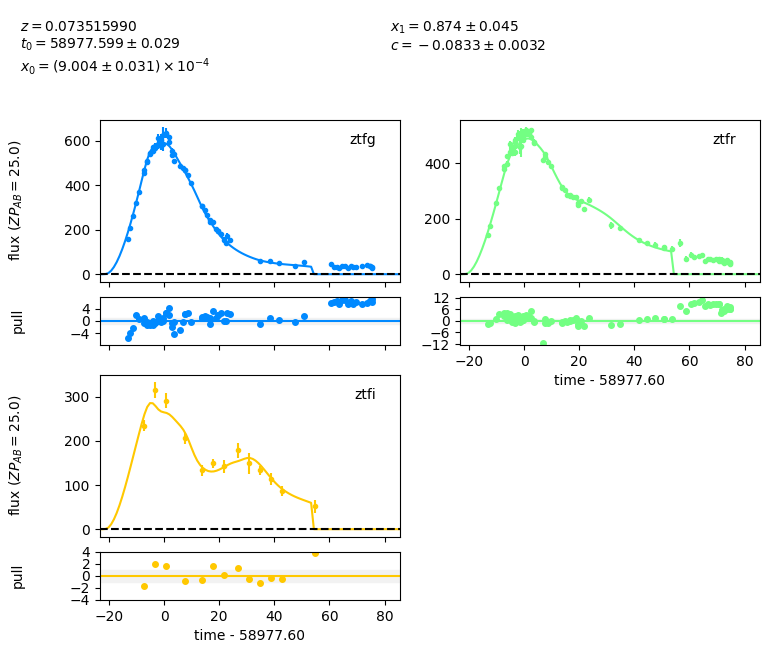 z = 0.073515990
t₀ = 58977.599 ± 0.029
x₀ = (9.004 ± 0.031) × 10⁻⁴
x₁ = 0.874 ± 0.045
c = −0.0833 ± 0.0032
flux (ZP_AB = 25.0)
600
400
200
0
ztfg
400
200
0
ztfr
pull
4
0
−4
12
6
0
−6
−12
−20 0 20 40 60 80
time - 58977.60
flux (ZP_AB = 25.0)
300
200
100
0
ztfi
pull
4
2
0
−2
−4
−20 0 20 40 60 80
time - 58977.60